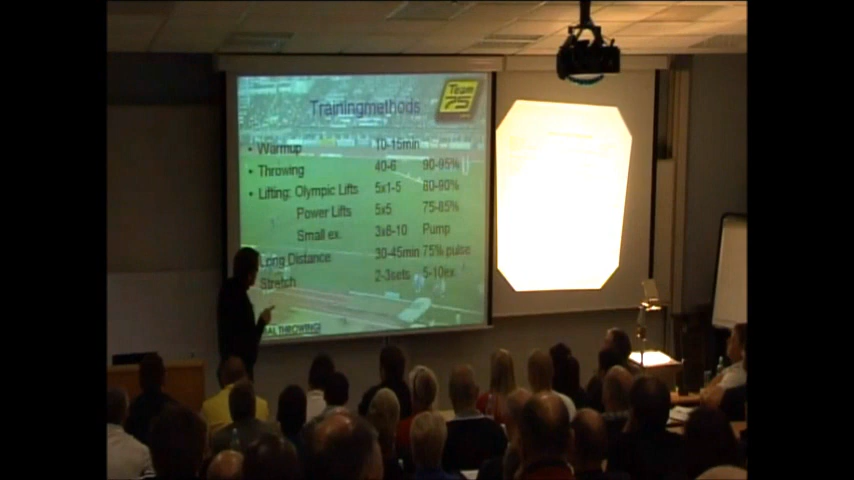 Team
75
Trainingmethods
• Warmup 10-15min
• Throwing 40-6 90-95%
• Lifting: Olympic Lifts 5x1-5 80-90%
Power Lifts 5x5 75-85%
Small ex. 3x6-10 Pump
Long Distance 30-45min 75% pulse
Stretch 2-3sets 5-10ex
THROWING